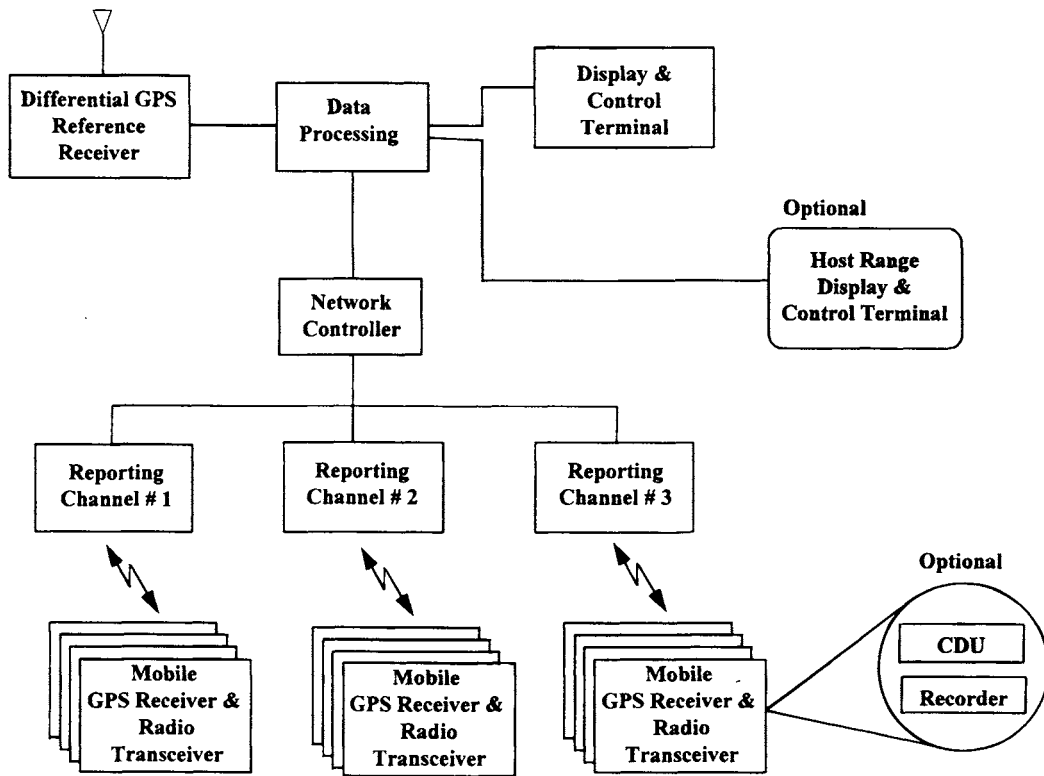 Differential GPS
Reference
Receiver
Data
Processing
Display &
Control
Terminal
Optional
Host Range
Display &
Control Terminal
Network
Controller
Reporting
Channel # 1
Reporting
Channel # 2
Reporting
Channel # 3
Optional
CDU
Recorder
Mobile
GPS Receiver &
Radio
Transceiver
Mobile
GPS Receiver &
Radio
Transceiver
Mobile
GPS Receiver &
Radio
Transceiver